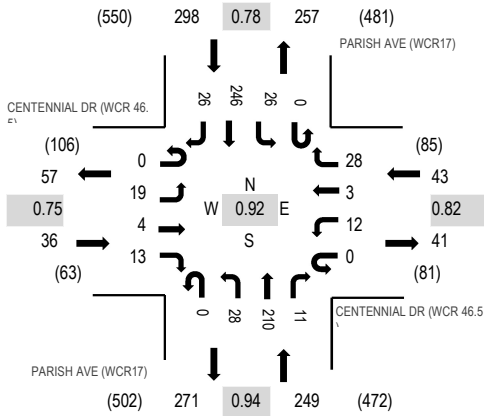 (550) 298 0.78 257 (481)
PARISH AVE (WCR17)
26 246 26 0
CENTENNIAL DR (WCR 46.
5)
(106) (85)
57 0 28 43
0.75 19 N 3 0.82
W 0.92 E
36 4 S 12 41
(63) 13 0 (81)
0 28 210 11
CENTENNIAL DR (WCR 46.5
)
PARISH AVE (WCR17)
(502) 271 0.94 249 (472)